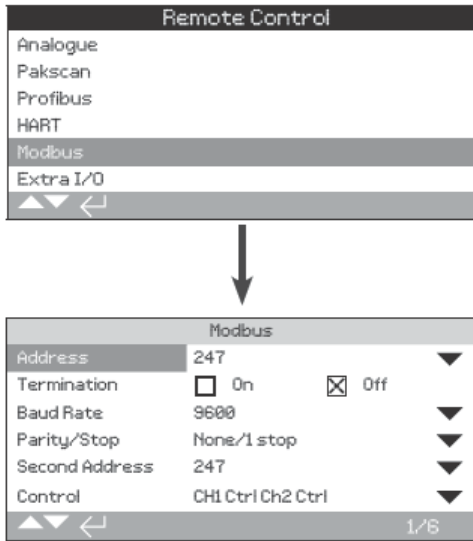 Remote Control
Analogue
Pakscan
Profibus
HART
Modbus
Extra I/O
Modbus
Address 247
Termination On Off
Baud Rate 9600
Parity/Stop None/1 stop
Second Address 247
Control CH1 Ctrl Ch2 Ctrl
1/6